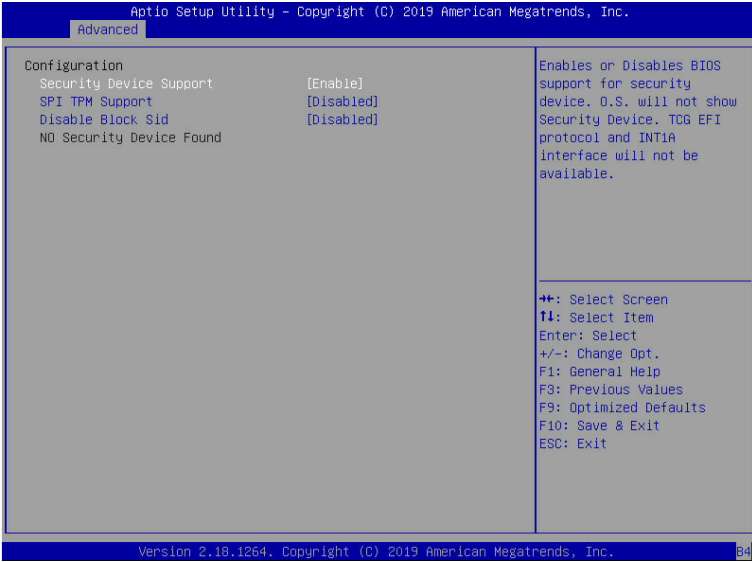 Aptio Setup Utility – Copyright (C) 2019 American Megatrends, Inc.
Advanced
Configuration
Security Device Support [Enable]
SPI TPM Support [Disabled]
Disable Block Sid [Disabled]
NO Security Device Found
Enables or Disables BIOS
support for security
device. O.S. will not show
Security Device. TCG EFI
protocol and INT1A
interface will not be
available.
→←: Select Screen
↑↓: Select Item
Enter: Select
+/-: Change Opt.
F1: General Help
F3: Previous Values
F9: Optimized Defaults
F10: Save & Exit
ESC: Exit
Version 2.18.1264. Copyright (C) 2019 American Megatrends, Inc.
B4